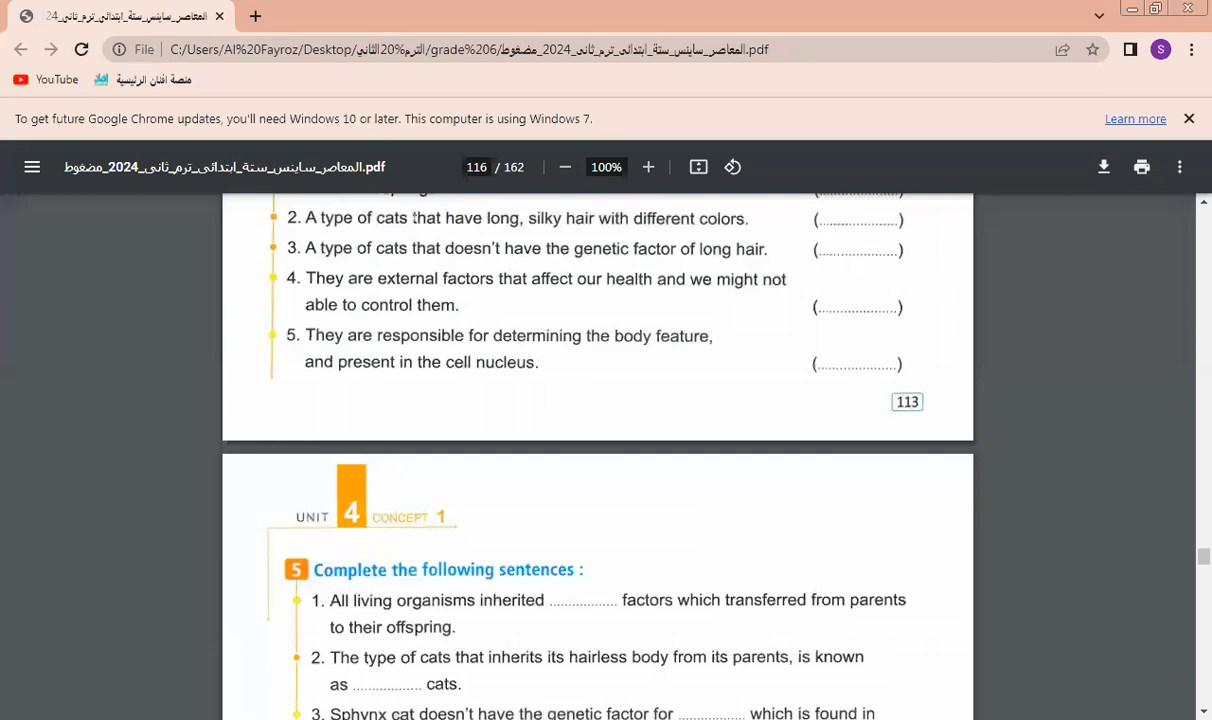 المعاصر_ساينس_ستة_ابتدائي_ترم_ثاني_24
File C:/Users/Al%20Fayroz/Desktop/الترم%20الثاني/grade%206/المعاصر_ساينس_ستة_ابتدائى_ترم_ثانى_2024_مضغوط.pdf
S
YouTube منصة أفنان الرئيسية
To get future Google Chrome updates, you'll need Windows 10 or later. This computer is using Windows 7. Learn more
المعاصر_ساينس_ستة_ابتدائى_ترم_ثانى_2024_مضغوط.pdf 116 / 162 100%
2. A type of cats that have long, silky hair with different colors. (....................)
3. A type of cats that doesn't have the genetic factor of long hair. (....................)
4. They are external factors that affect our health and we might not
able to control them. (....................)
5. They are responsible for determining the body feature,
and present in the cell nucleus. (....................)
113
UNIT 4 CONCEPT 1
5 Complete the following sentences :
1. All living organisms inherited ................. factors which transferred from parents
to their offspring.
2. The type of cats that inherits its hairless body from its parents, is known
as ................. cats.
3. Sphynx cat doesn't have the genetic factor for ................. which is found in